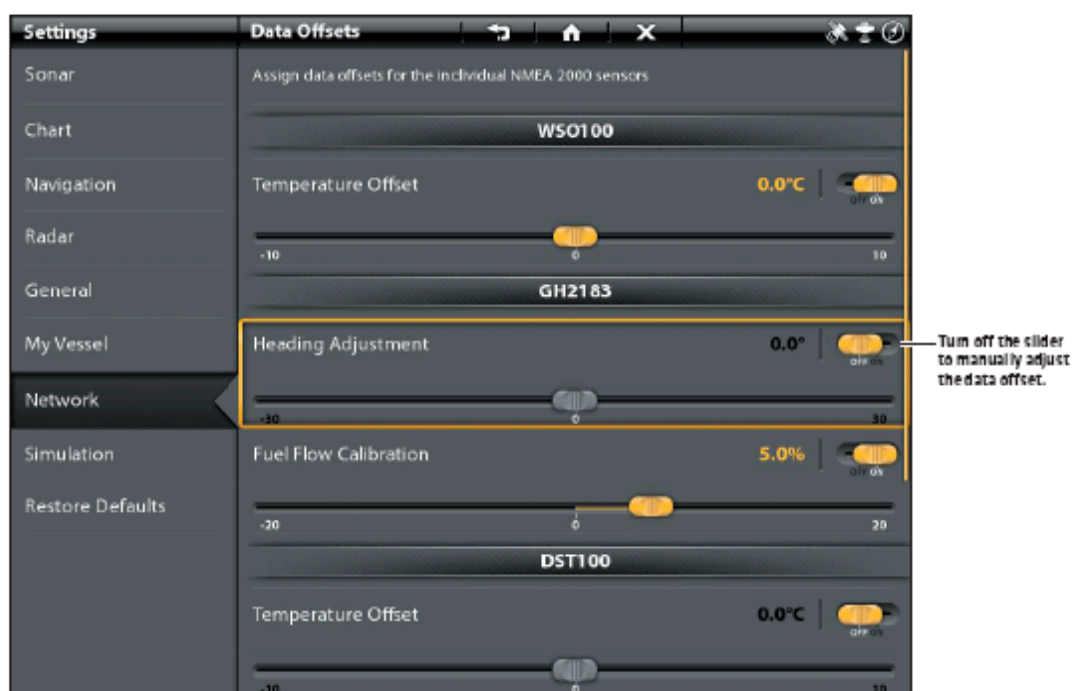 Settings
Data Offsets
Sonar
Assign data offsets for the individual NMEA 2000 sensors
Chart
WSO100
Navigation
Temperature Offset
0.0°C
off on
Radar
-10
0
10
General
GH2183
My Vessel
Heading Adjustment
0.0°
off on
Turn off the slider
to manually adjust
the data offset.
Network
-30
0
30
Simulation
Fuel Flow Calibration
5.0%
off on
Restore Defaults
-20
0
20
DST100
Temperature Offset
0.0°C
off on
-10
0
10